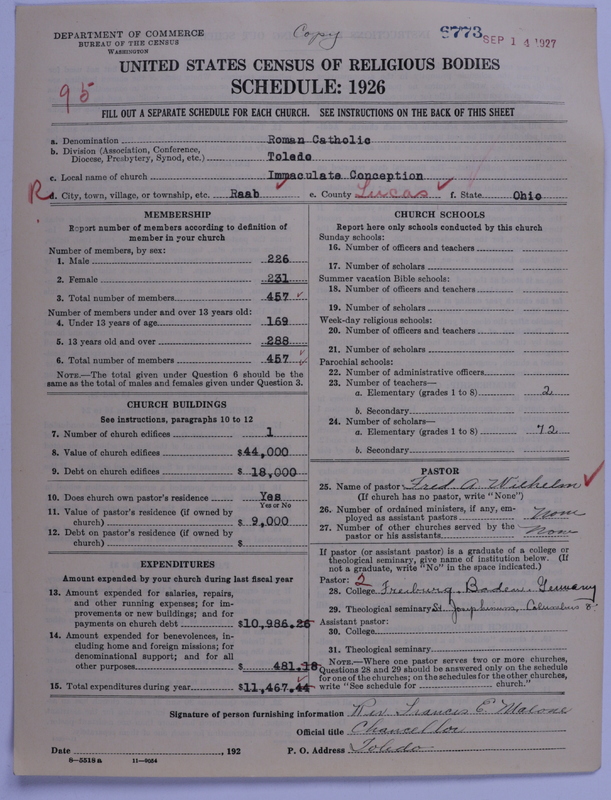 DEPARTMENT OF COMMERCE
BUREAU OF THE CENSUS
WASHINGTON
Copy
6773 SEP 14 1927
UNITED STATES CENSUS OF RELIGIOUS BODIES
95
SCHEDULE: 1926
FILL OUT A SEPARATE SCHEDULE FOR EACH CHURCH. SEE INSTRUCTIONS ON THE BACK OF THIS SHEET
a. Denomination Roman Catholic
b. Division (Association, Conference,
Diocese, Presbytery, Synod, etc.) Toledo
c. Local name of church Immaculate Conception
R d. City, town, village, or township, etc. Raab e. County Lucas f. State Ohio
MEMBERSHIP
Report number of members according to definition of
member in your church
Number of members, by sex:
1. Male 226
2. Female 231
3. Total number of members 457
Number of members under and over 13 years old:
4. Under 13 years of age 169
5. 13 years old and over 288
6. Total number of members 457
NOTE.—The total given under Question 6 should be the
same as the total of males and females given under Question 3.
CHURCH BUILDINGS
See instructions, paragraphs 10 to 12
7. Number of church edifices 1
8. Value of church edifices $44,000
9. Debt on church edifices $ 18,000
10. Does church own pastor's residence Yes
Yes or No
11. Value of pastor's residence (if owned by
church) $ 9,000
12. Debt on pastor's residence (if owned by
church) $
EXPENDITURES
Amount expended by your church during last fiscal year
13. Amount expended for salaries, repairs,
and other running expenses; for im-
provements or new buildings; and for
payments on church debt $10,986.26
14. Amount expended for benevolences, in-
cluding home and foreign missions; for
denominational support; and for all
other purposes $ 481.18
15. Total expenditures during year $11,467.44
CHURCH SCHOOLS
Report here only schools conducted by this church
Sunday schools:
16. Number of officers and teachers
17. Number of scholars
Summer vacation Bible schools:
18. Number of officers and teachers
19. Number of scholars
Week-day religious schools:
20. Number of officers and teachers
21. Number of scholars
Parochial schools:
22. Number of administrative officers
23. Number of teachers—
a. Elementary (grades 1 to 8) 2
b. Secondary
24. Number of scholars—
a. Elementary (grades 1 to 8) 72
b. Secondary
PASTOR
25. Name of pastor Fred A. Wilhelm
(If church has no pastor, write "None")
26. Number of ordained ministers, if any, em-
ployed as assistant pastors None
27. Number of other churches served by the
pastor or his assistants None
If pastor (or assistant pastor) is a graduate of a college or
theological seminary, give name of institution below. (If
not a graduate, write "No" in the space indicated.)
Pastor: 2
28. College Freiburg, Baden, Germany
29. Theological seminary St. Josephinum, Columbus O.
Assistant pastor:
30. College
31. Theological seminary
NOTE.—Where one pastor serves two or more churches,
Questions 28 and 29 should be answered only on the schedule
for one of the churches; on the schedules for the other churches,
write "See schedule for church."
Signature of person furnishing information Rev Francis E. Malone
Official title Chancellor
Date , 192 P. O. Address Toledo
8—5518 a 11—9034